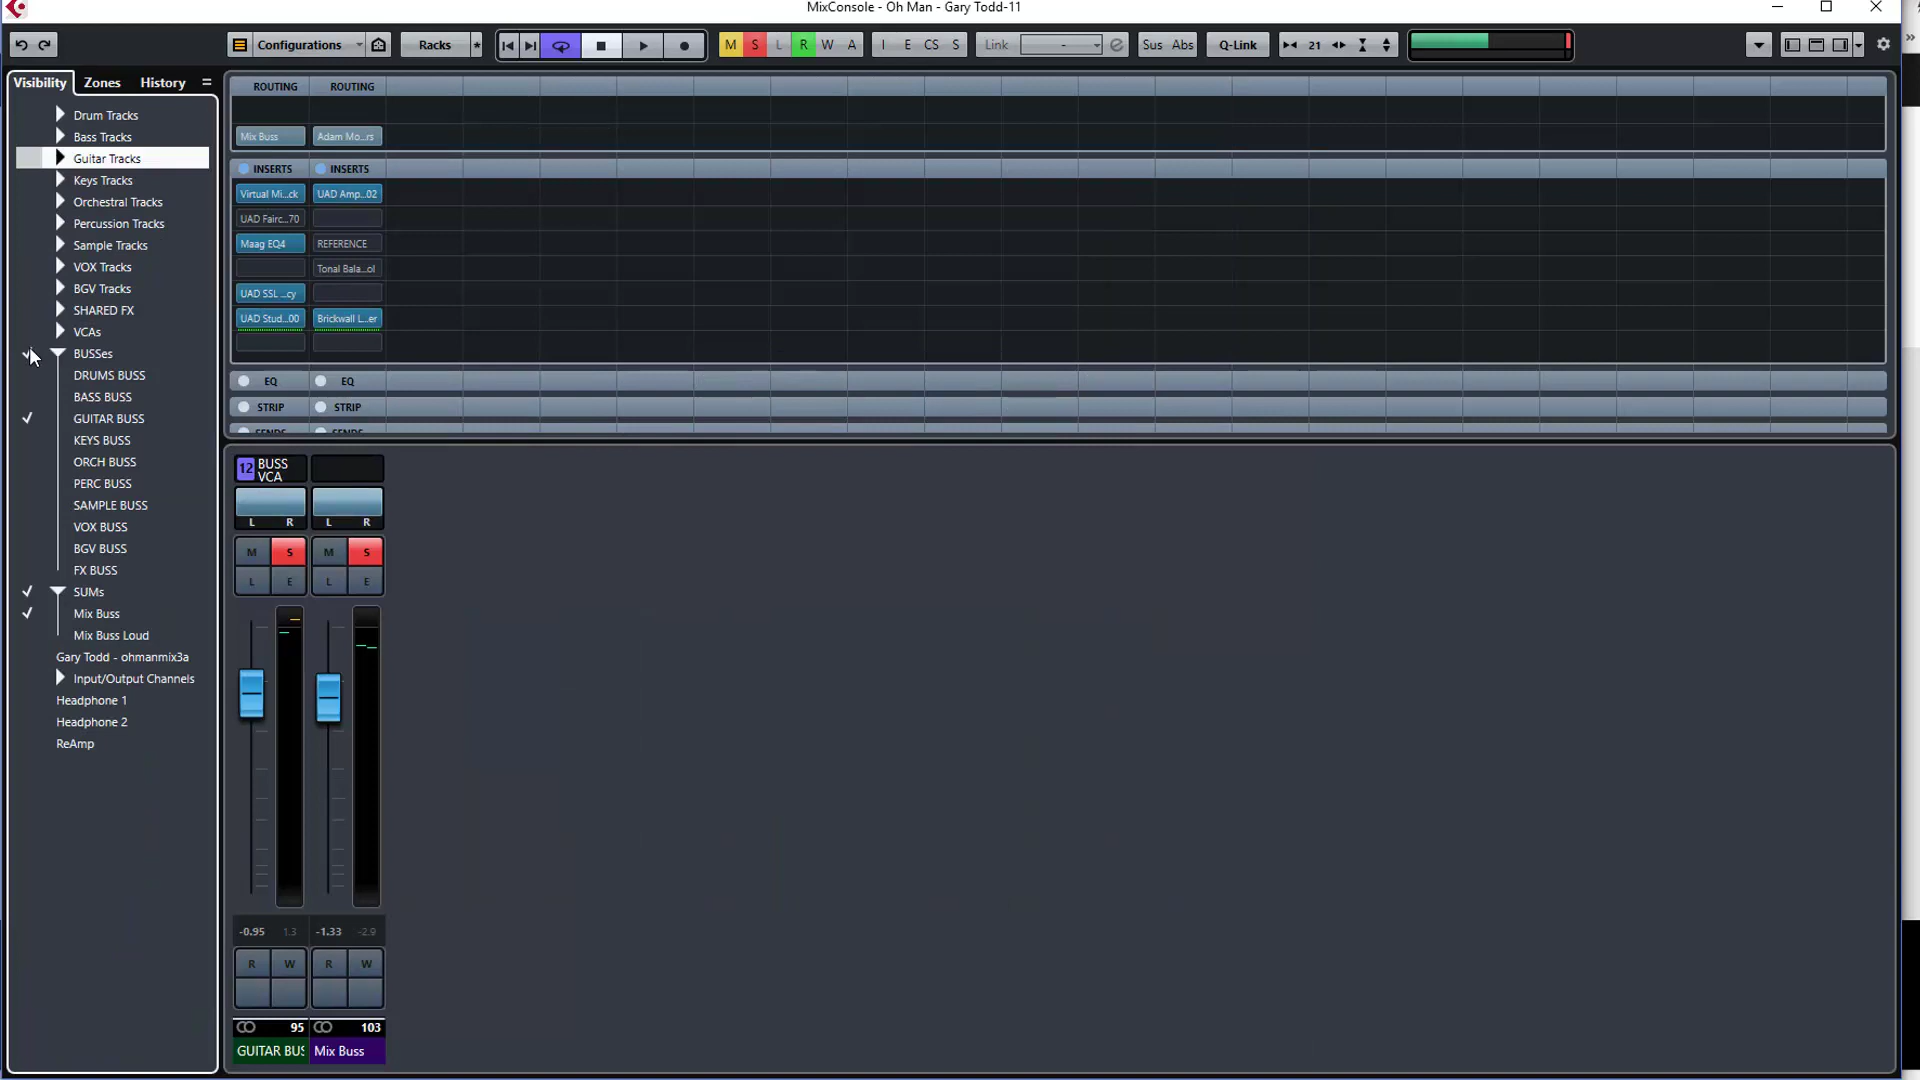 MixConsole - Oh Man - Gary Todd-11
Configurations Racks * M S L R W A I E CS S Link - Sus Abs Q-Link 21
Visibility Zones History
Drum Tracks
Bass Tracks
Guitar Tracks
Keys Tracks
Orchestral Tracks
Percussion Tracks
Sample Tracks
VOX Tracks
BGV Tracks
SHARED FX
VCAs
BUSSes
DRUMS BUSS
BASS BUSS
GUITAR BUSS
KEYS BUSS
ORCH BUSS
PERC BUSS
SAMPLE BUSS
VOX BUSS
BGV BUSS
FX BUSS
SUMs
Mix Buss
Mix Buss Loud
Gary Todd - ohmanmix3a
Input/Output Channels
Headphone 1
Headphone 2
ReAmp
ROUTING ROUTING
Mix Buss Adam Mo...rs
INSERTS INSERTS
Virtual Mi...ck UAD Amp...02
UAD Fairc...70
Maag EQ4 REFERENCE
Tonal Bala...ol
UAD SSL ...cy
UAD Stud...00 Brickwall L...er
EQ EQ
STRIP STRIP
SENDS SENDS
12 BUSS
VCA
L R L R
M S M S
L E L E
-0.95 1.3 -1.33 -2.9
R W R W
95 103
GUITAR BUS Mix Buss